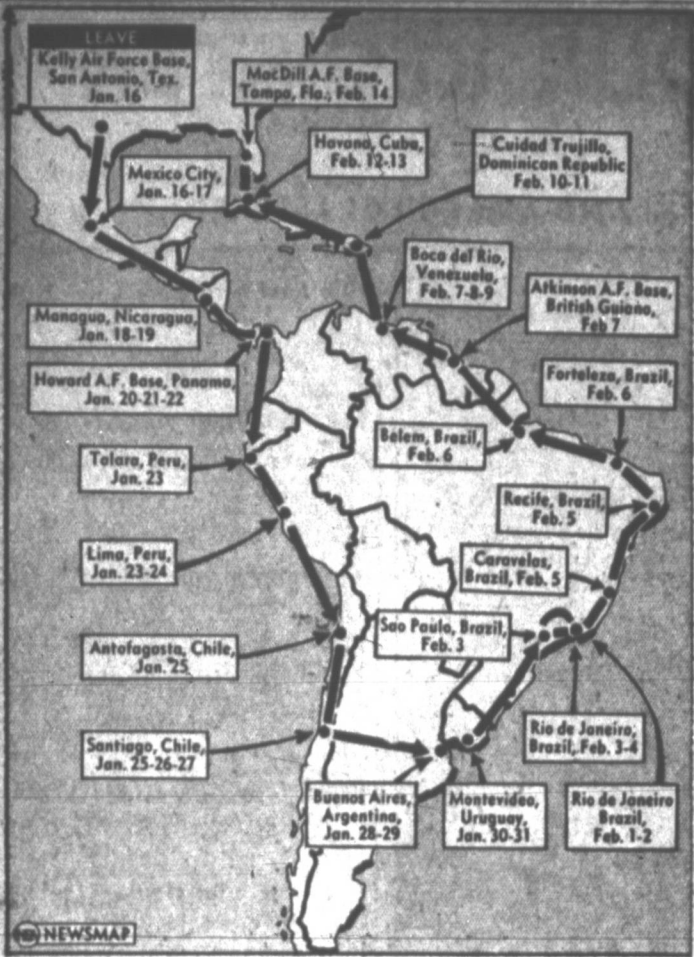 LEAVE
Kelly Air Force Base,
San Antonio, Tex.
Jan. 16
MacDill A.F. Base,
Tampa, Fla., Feb. 14
Havana, Cuba,
Feb. 12-13
Cuidad Trujillo,
Dominican Republic
Feb. 10-11
Mexico City,
Jan. 16-17
Boca del Rio,
Venezuela,
Feb. 7-8-9
Atkinson A.F. Base,
British Guiana,
Feb 7
Managua, Nicaragua,
Jan. 18-19
Howard A.F. Base, Panama,
Jan. 20-21-22
Fortaleza, Brazil,
Feb. 6
Belem, Brazil,
Feb. 6
Talara, Peru,
Jan. 23
Recife, Brazil,
Feb. 5
Lima, Peru,
Jan. 23-24
Caravelas,
Brazil, Feb. 5
Sao Paulo, Brazil,
Feb. 3
Antofagasta, Chile,
Jan. 25
Santiago, Chile,
Jan. 25-26-27
Rio de Janeiro,
Brazil, Feb. 3-4
Buenos Aires,
Argentina,
Jan. 28-29
Montevideo,
Uruguay,
Jan. 30-31
Rio de Janeiro
Brazil,
Feb. 1-2
NEWSMAP